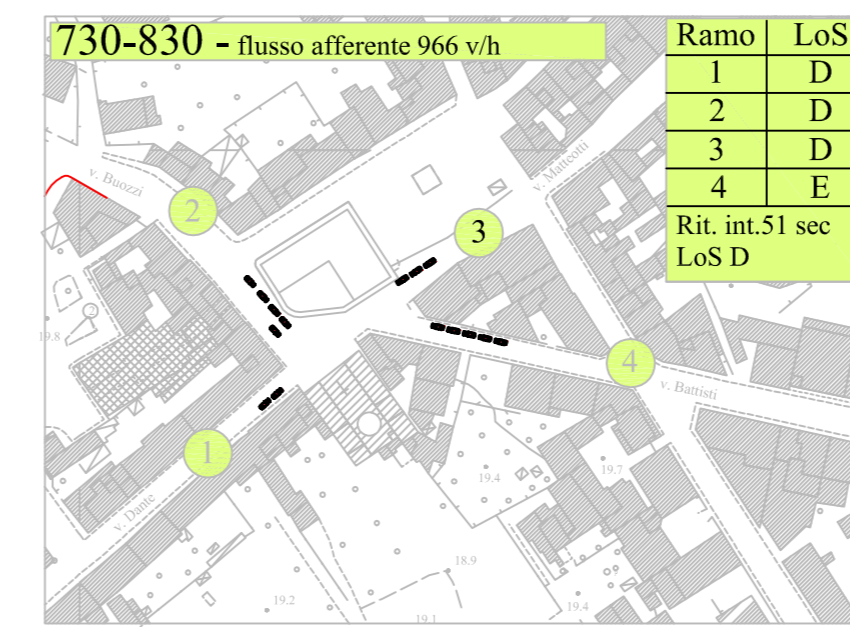 730-830 - flusso afferente 966 v/h
Ramo LoS
1 D
2 D
3 D
4 E
Rit. int.51 sec
LoS D
v. Buozzi
2
v. Matteotti
3
2
19.8
4
v. Battisti
1
19.4
19.7
v. Dante
18.9
19.2
19.4
19.1